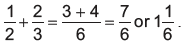 1/2 + 2/3 = (3 + 4)/6 = 7/6 or 1 1/6.